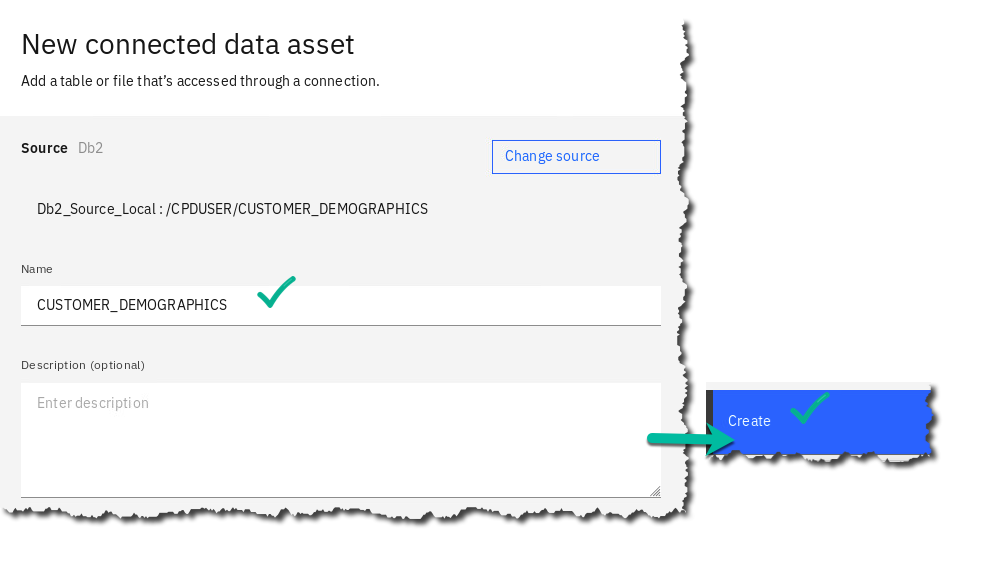 New connected data asset
Add a table or file that's accessed through a connection.
Source Db2
Change source
Db2_Source_Local : /CPDUSER/CUSTOMER_DEMOGRAPHICS
Name
CUSTOMER_DEMOGRAPHICS
Description (optional)
Enter description
Create